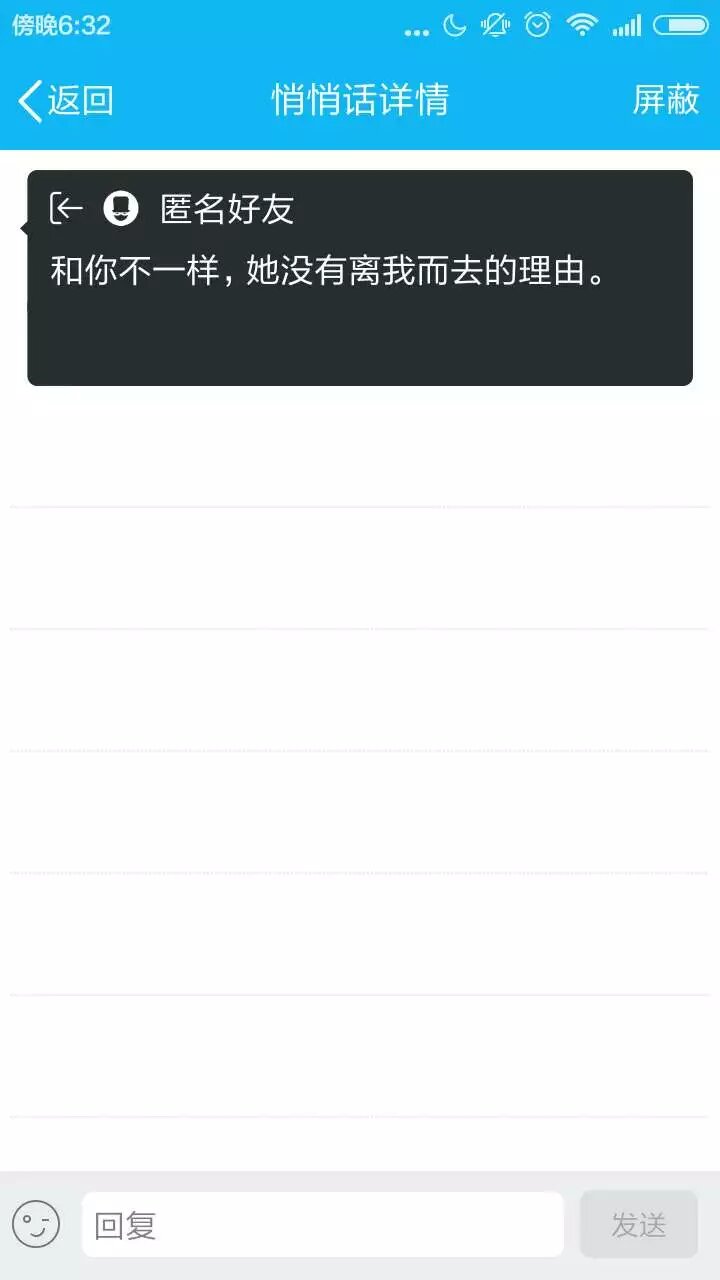 傍晚6:32
返回 悄悄话详情 屏蔽
匿名好友
和你不一样,她没有离我而去的理由。
回复 发送